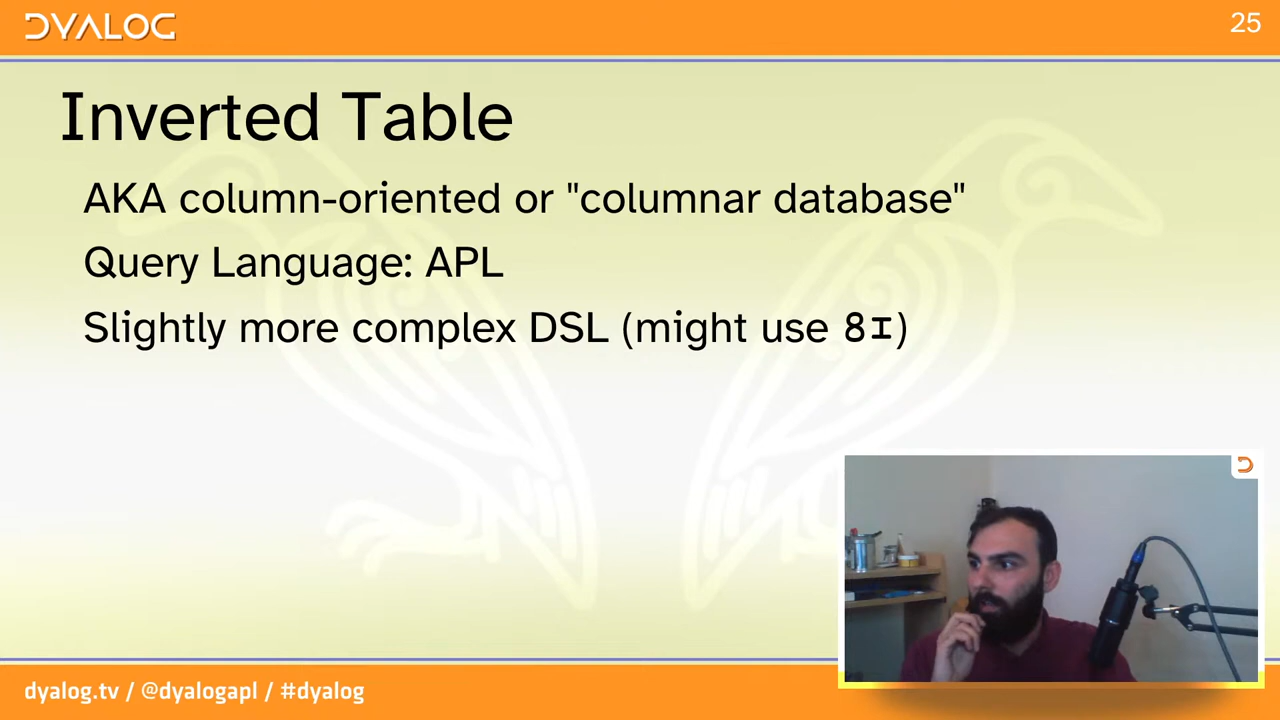 DYALOG
25
Inverted Table
AKA column-oriented or "columnar database"
Query Language: APL
Slightly more complex DSL (might use 8⌶)
dyalog.tv / @dyalogapl / #dyalog